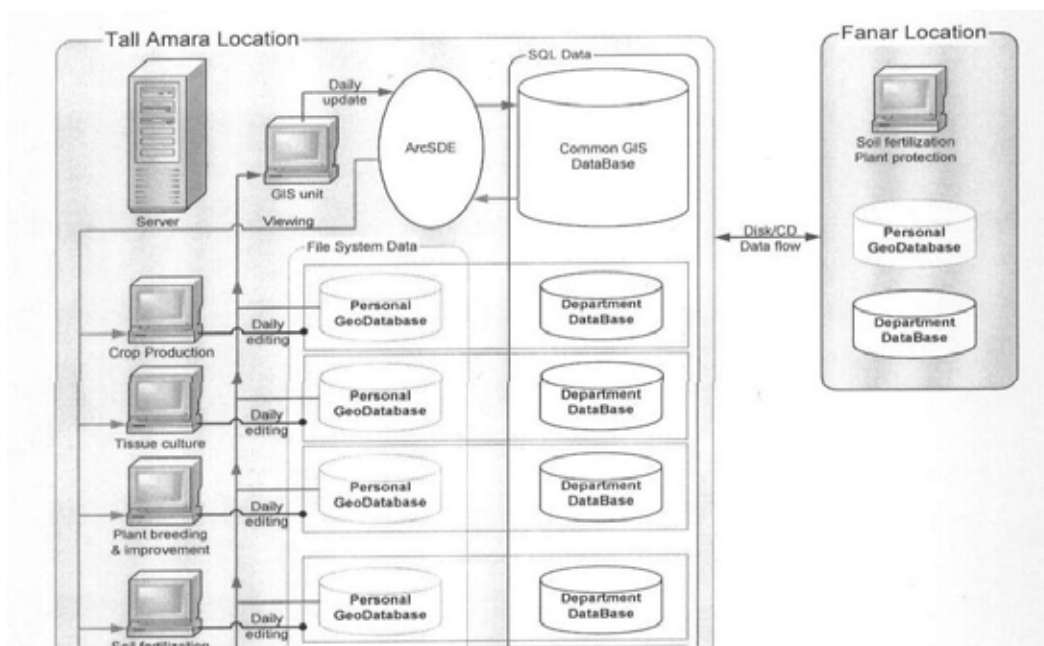 Tall Amara Location
Fanar Location
SQL Data
Daily
update
ArcSDE
Common GIS
DataBase
Soil fertilization
Plant protection
GIS unit
Server
Viewing
Disk/CD
Data flow
Personal
GeoDatabase
File System Data
Personal
GeoDatabase
Department
DataBase
Daily
editing
Crop Production
Department
DataBase
Personal
GeoDatabase
Department
DataBase
Daily
editing
Tissue culture
Personal
GeoDatabase
Department
DataBase
Daily
editing
Plant breeding
& improvement
Personal
GeoDatabase
Department
DataBase
Daily
editing
Soil fertilization